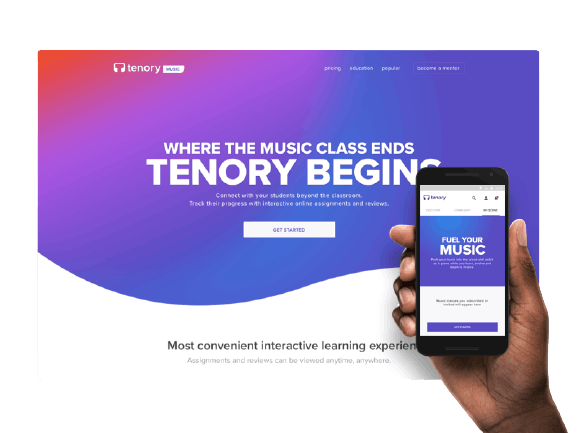 tenory MUSIC
pricing education popular become a mentor
WHERE THE MUSIC CLASS ENDS
TENORY BEGINS
Connect with your students beyond the classroom.
Track their progress with interactive online assignments and reviews.
GET STARTED
Most convenient interactive learning experien
Assignments and reviews can be viewed anytime, anywhere.
tenory
FUEL YOUR
MUSIC